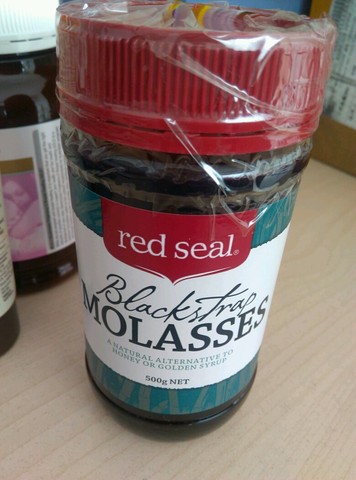 red seal®
Blackstrap
MOLASSES
A NATURAL ALTERNATIVE TO
HONEY OR GOLDEN SYRUP
500g NET